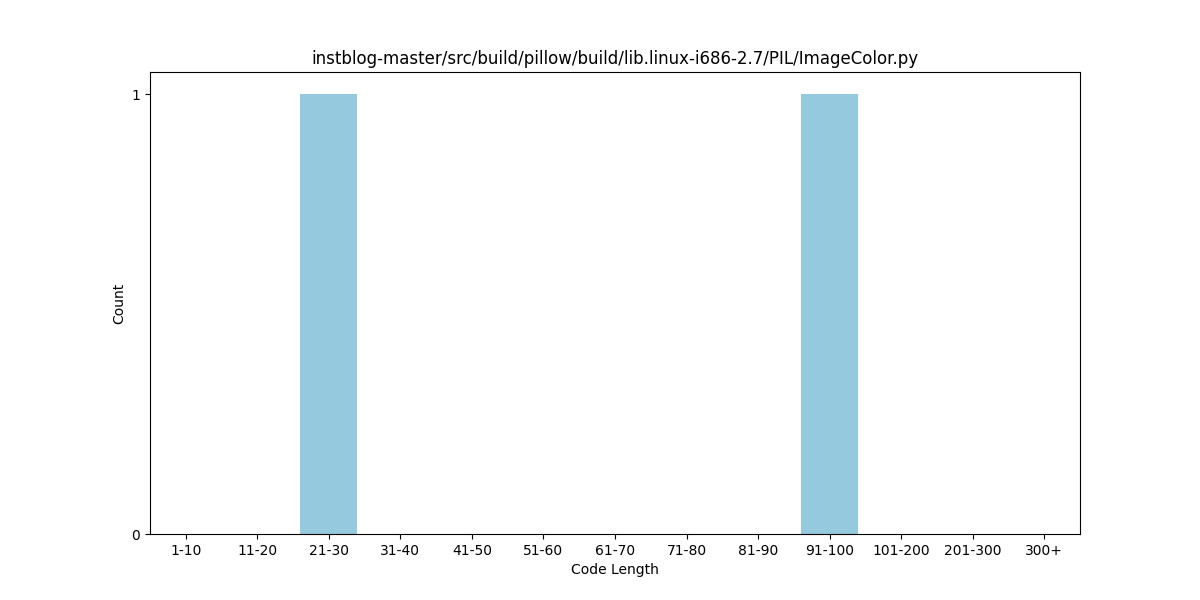 instblog-master/src/build/pillow/build/lib.linux-i686-2.7/PIL/ImageColor.py
1
Count
0
1-10 11-20 21-30 31-40 41-50 51-60 61-70 71-80 81-90 91-100 101-200 201-300 300+
Code Length